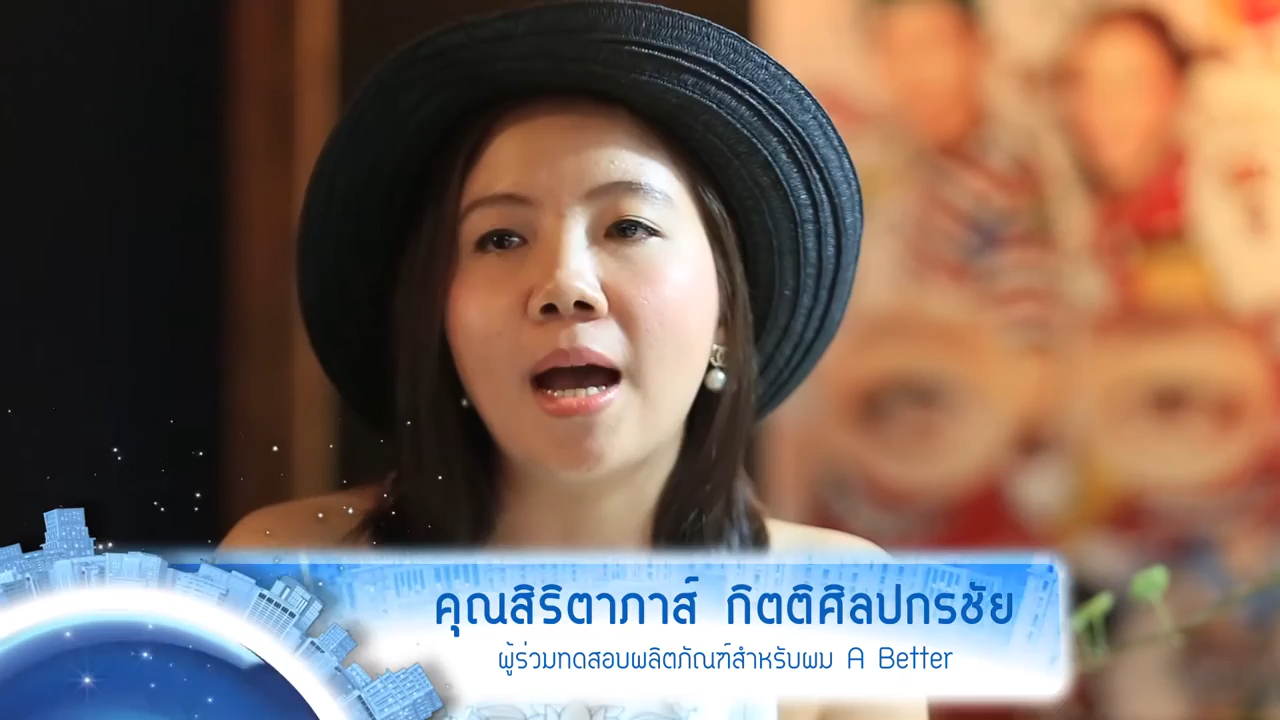 คุณสิริตาภาส์ กิตติศิลปกรชัย
ผู้ร่วมทดสอบผลิตภัณฑ์สำหรับผม A Better